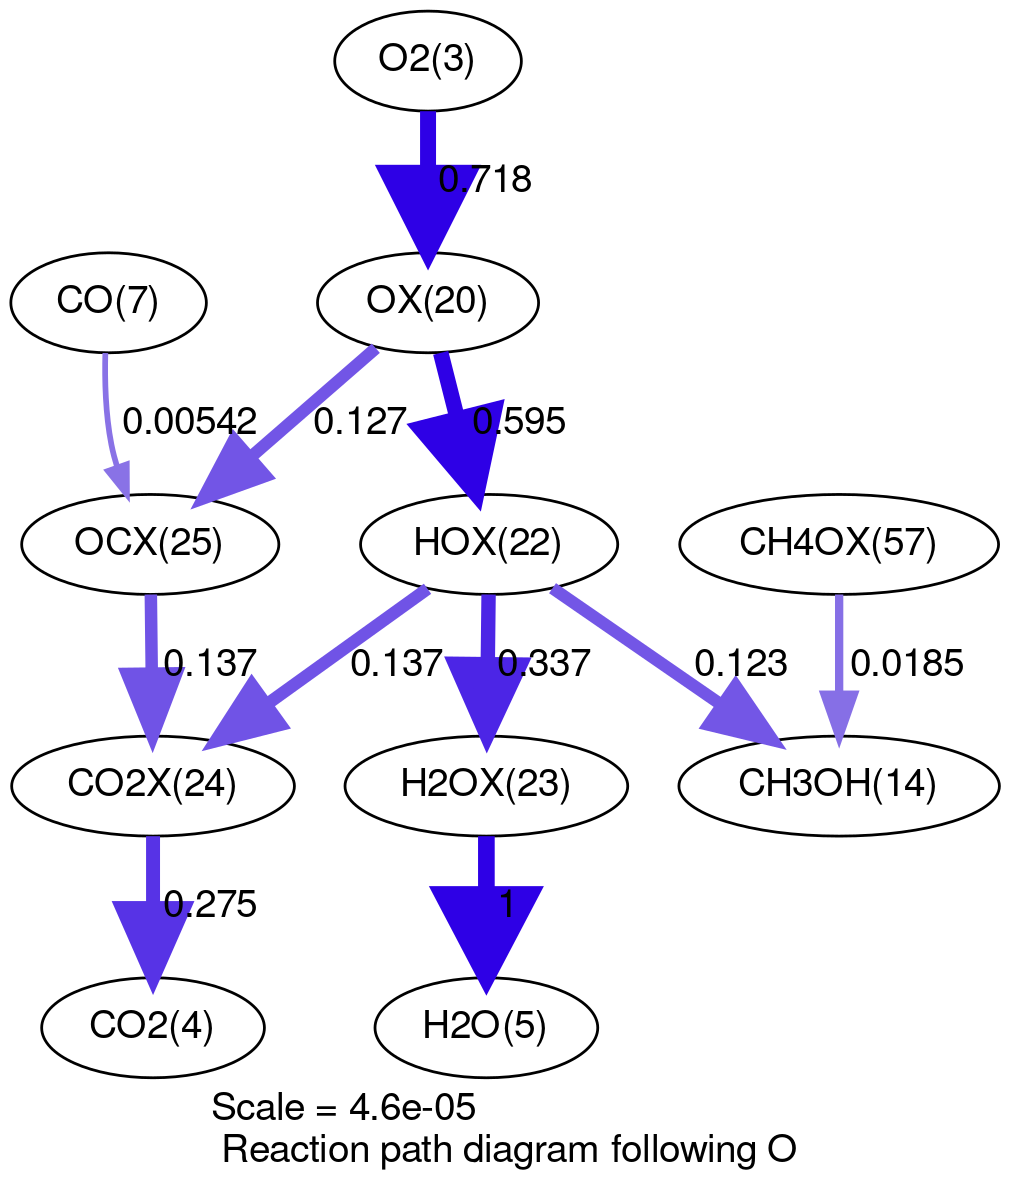 O2(3)
0.718
CO(7)
OX(20)
0.00542
0.127
0.595
OCX(25)
HOX(22)
CH4OX(57)
0.137
0.137
0.337
0.123
0.0185
CO2X(24)
H2OX(23)
CH3OH(14)
0.275
1
CO2(4)
H2O(5)
Scale = 4.6e-05
Reaction path diagram following O